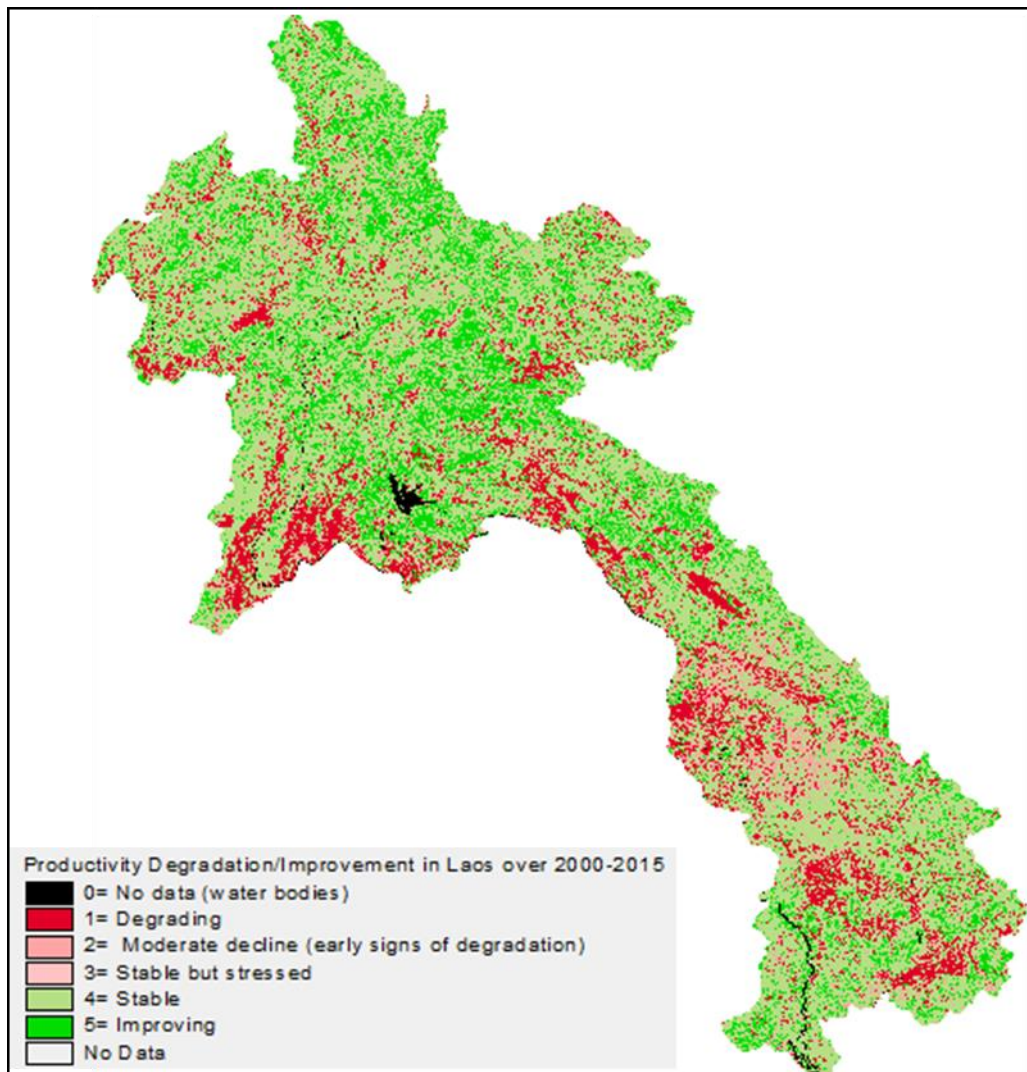 Productivity Degradation/Improvement in Laos over 2000-2015
0= No data (water bodies)
1= Degrading
2= Moderate decline (early signs of degradation)
3= Stable but stressed
4= Stable
5= Improving
No Data